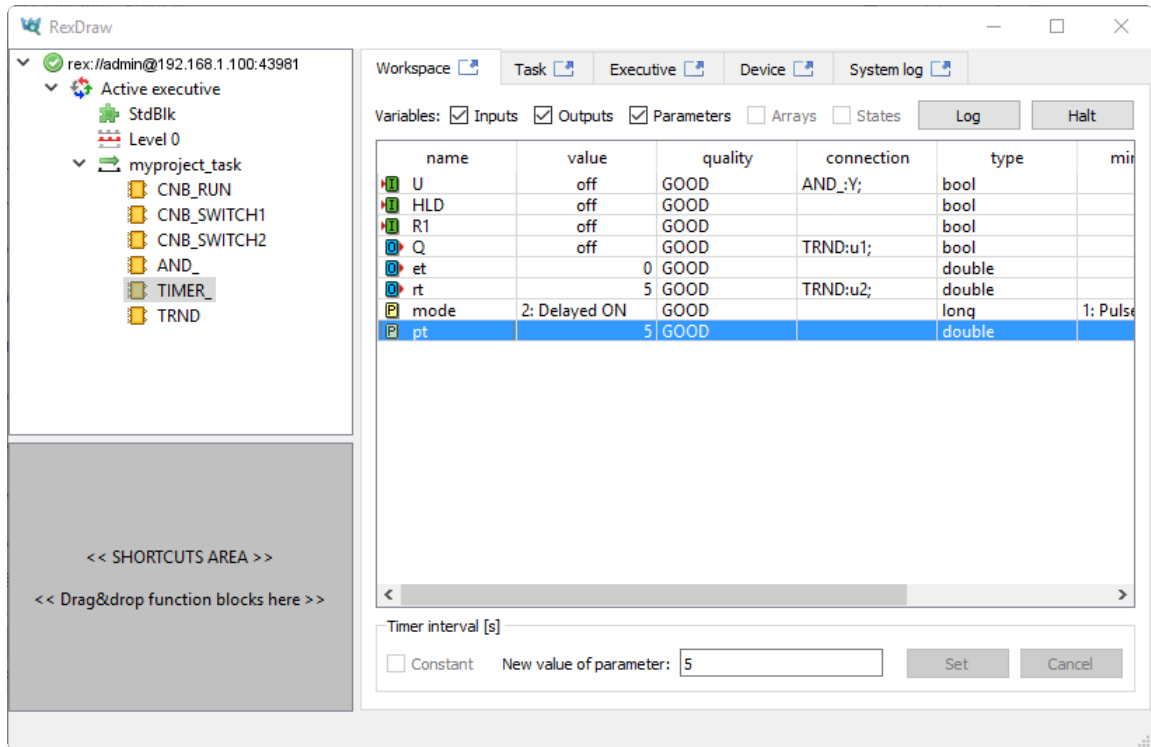 RexDraw
rex://admin@192.168.1.100:43981
Active executive
StdBlk
Level 0
myproject_task
CNB_RUN
CNB_SWITCH1
CNB_SWITCH2
AND_
TIMER_
TRND
<< SHORTCUTS AREA >>
<< Drag&drop function blocks here >>
Workspace Task Executive Device System log
Variables: Inputs Outputs Parameters Arrays States Log Halt
name value quality connection type mir
I U off GOOD AND_:Y; bool
I HLD off GOOD bool
I R1 off GOOD bool
O Q off GOOD TRND:u1; bool
O et 0 GOOD double
O rt 5 GOOD TRND:u2; double
P mode 2: Delayed ON GOOD long 1: Pulse
P pt 5 GOOD double
Timer interval [s]
Constant New value of parameter: 5 Set Cancel